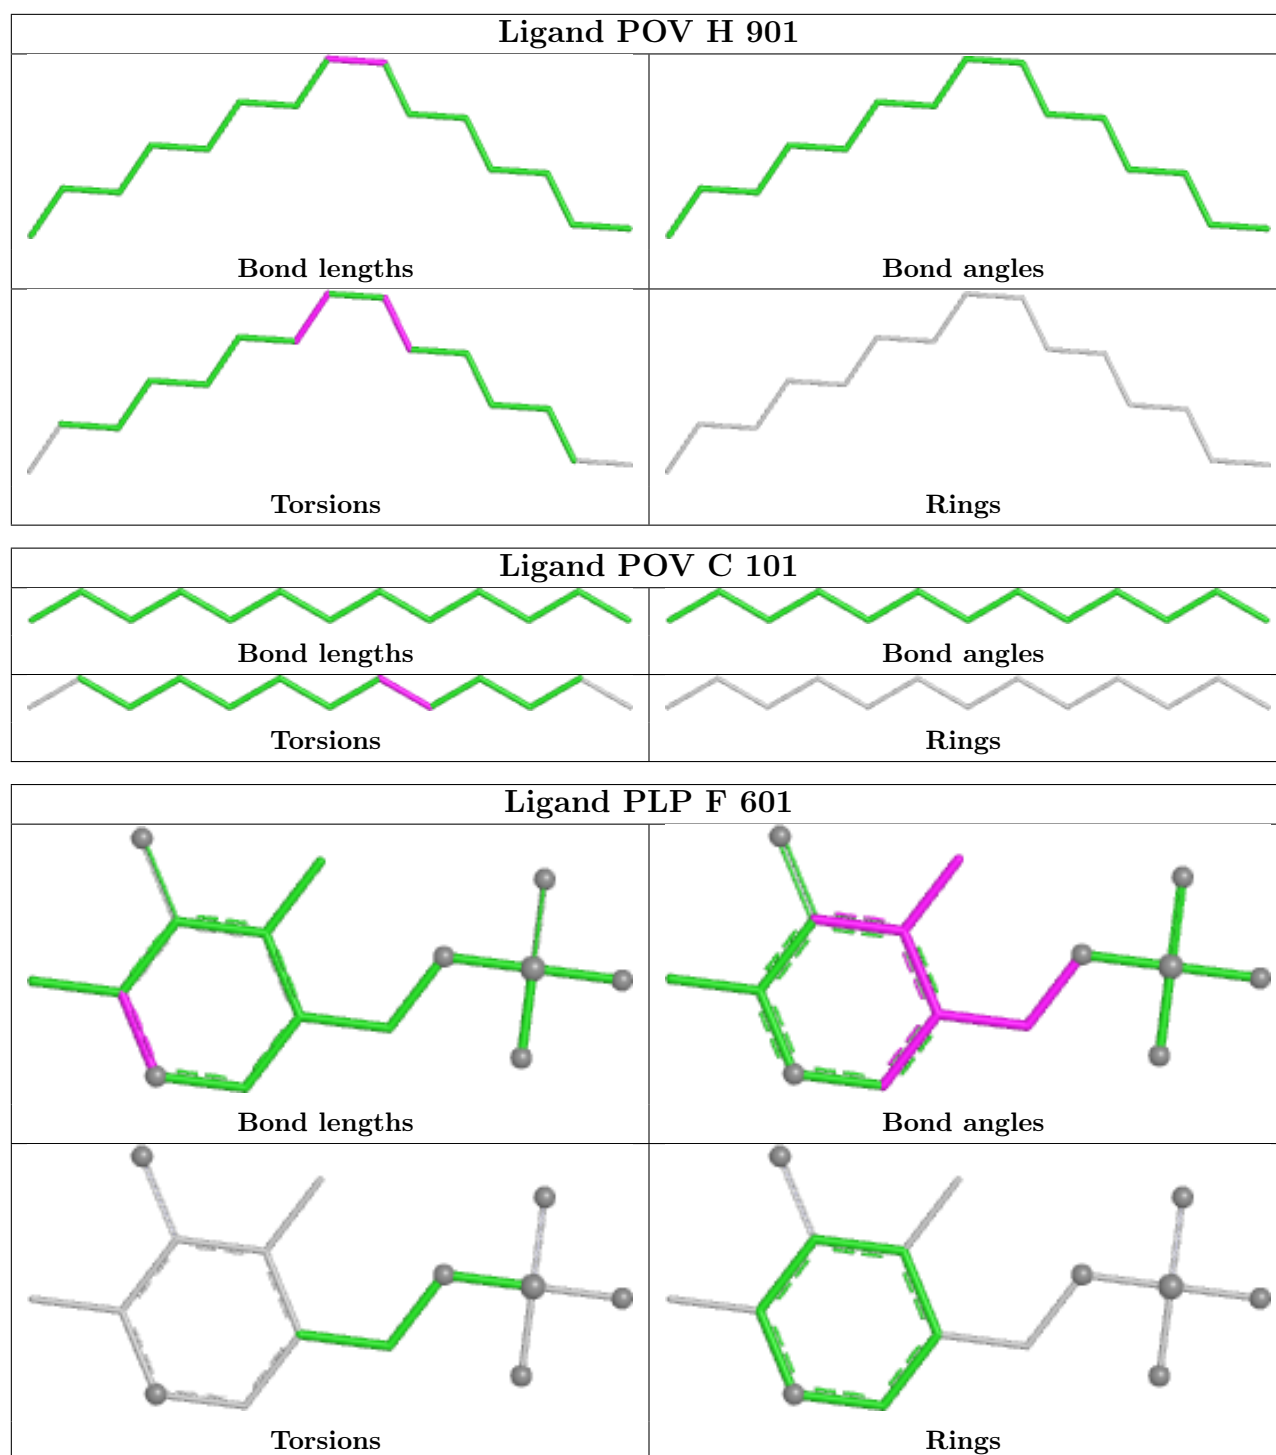 Ligand POV H 901
Bond lengths
Bond angles
Torsions
Rings
Ligand POV C 101
Bond lengths
Bond angles
Torsions
Rings
Ligand PLP F 601
Bond lengths
Bond angles
Torsions
Rings